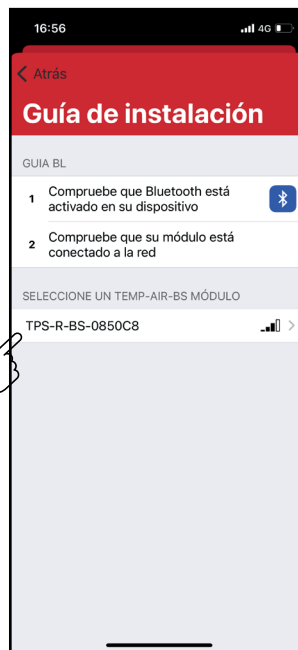 16:56
4G
Atrás
Guía de instalación
GUIA BL
1 Compruebe que Bluetooth está
activado en su dispositivo
2 Compruebe que su módulo está
conectado a la red
SELECCIONE UN TEMP-AIR-BS MÓDULO
TPS-R-BS-0850C8